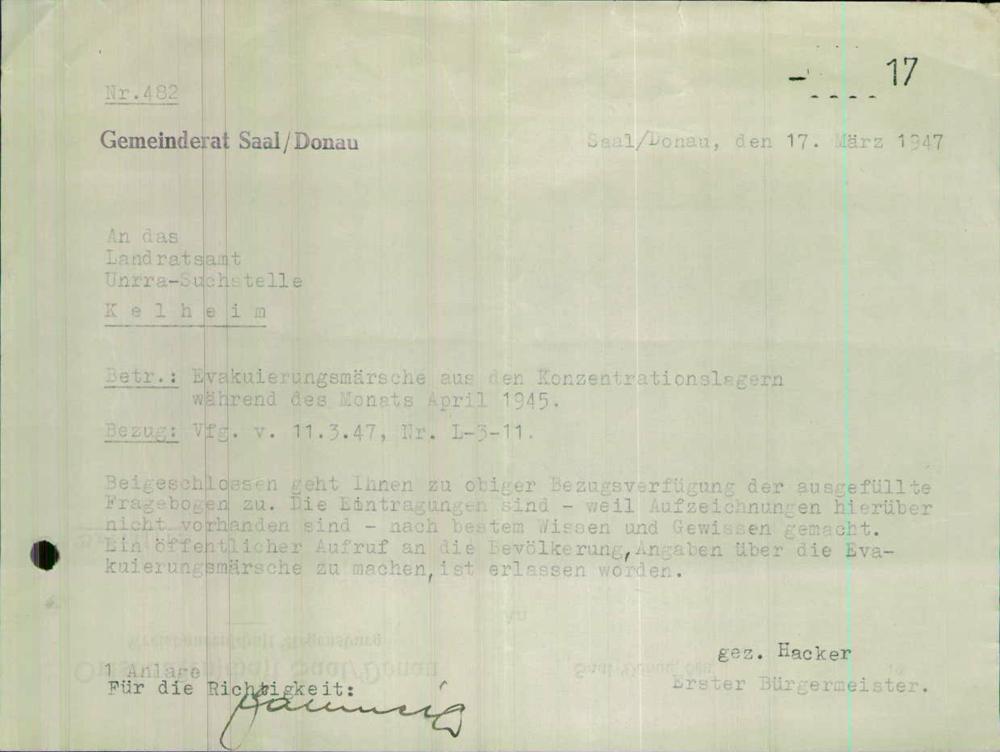 17
Nr.482
Gemeinderat Saal/Donau
Saal/Donau, den 17. März 1947
An das
Landratsamt
Unrra-Suchstelle
K e l h e i m
Betr.: Evakuierungsmärsche aus den Konzentrationslagern
während des Monats April 1945.
Bezug: Vfg. v. 11.3.47, Nr. L-3-11.
Beigeschlossen geht Ihnen zu obiger Bezugsverfügung der ausgefüllte
Fragebogen zu. Die Eintragungen sind - weil Aufzeichnungen hierüber
nicht vorhanden sind - nach bestem Wissen und Gewissen gemacht.
Ein öffentlicher Aufruf an die Bevölkerung, Angaben über die Eva-
kuierungsmärsche zu machen, ist erlassen worden.
gez. Hacker
Erster Bürgermeister.
1 Anlage
Für die Richtigkeit: